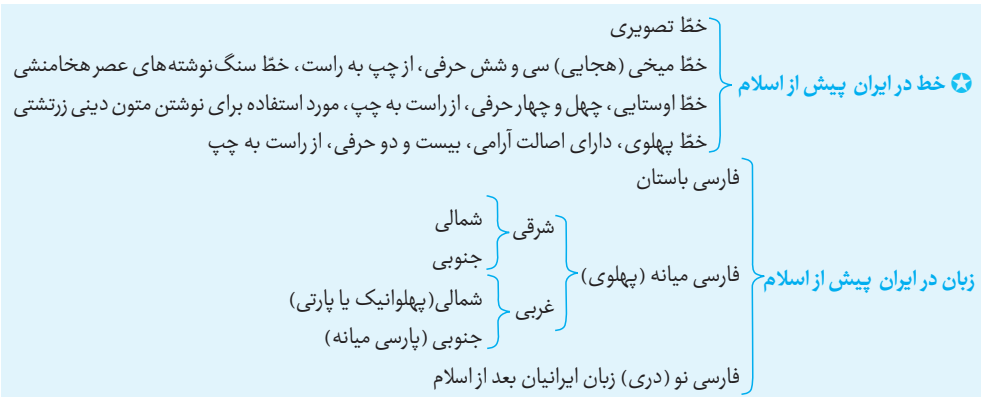 خطّ تصویری
خطّ میخی (هجایی) سی و شش حرفی، از چپ به راست، خطّ سنگ‌نوشته‌های عصر هخامنشی
✪ خط در ایران پیش از اسلام
خطّ اوستایی، چهل و چهار حرفی، از راست به چپ، مورد استفاده برای نوشتن متون دینی زرتشتی
خطّ پهلوی، دارای اصالت آرامی، بیست و دو حرفی، از راست به چپ
فارسی باستان
شمالی
شرقی
جنوبی
زبان در ایران پیش از اسلام
فارسی میانه (پهلوی)
شمالی(پهلوانیک یا پارتی)
غربی
جنوبی (پارسی میانه)
فارسی نو (دری) زبان ایرانیان بعد از اسلام